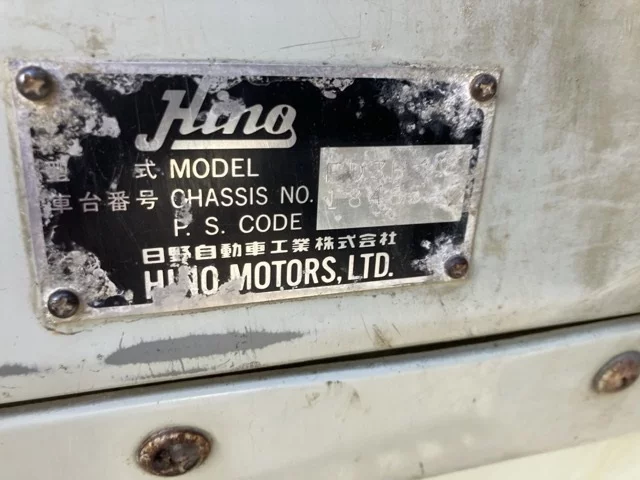 Hino
式 MODEL
車台番号 CHASSIS NO.
P. S. CODE
日野自動車工業株式会社
HINO MOTORS, LTD.